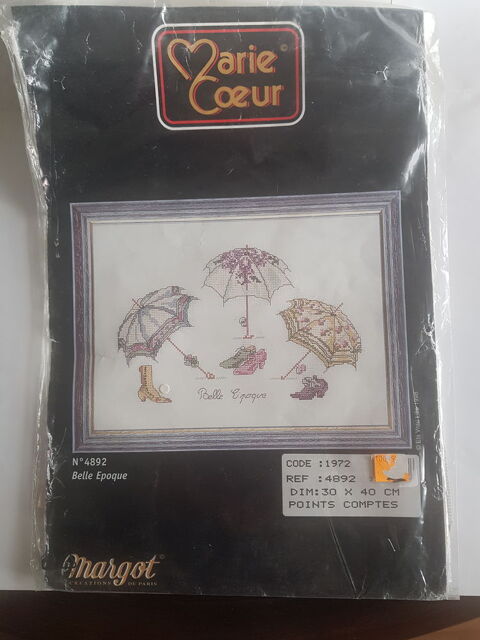 Marie
Cœur
Belle Epoque
N°4892
Belle Epoque
CODE :1972
REF :4892
DIM:30 X 40 CM
POINTS COMPTES
margot
CREATIONS DE PARIS